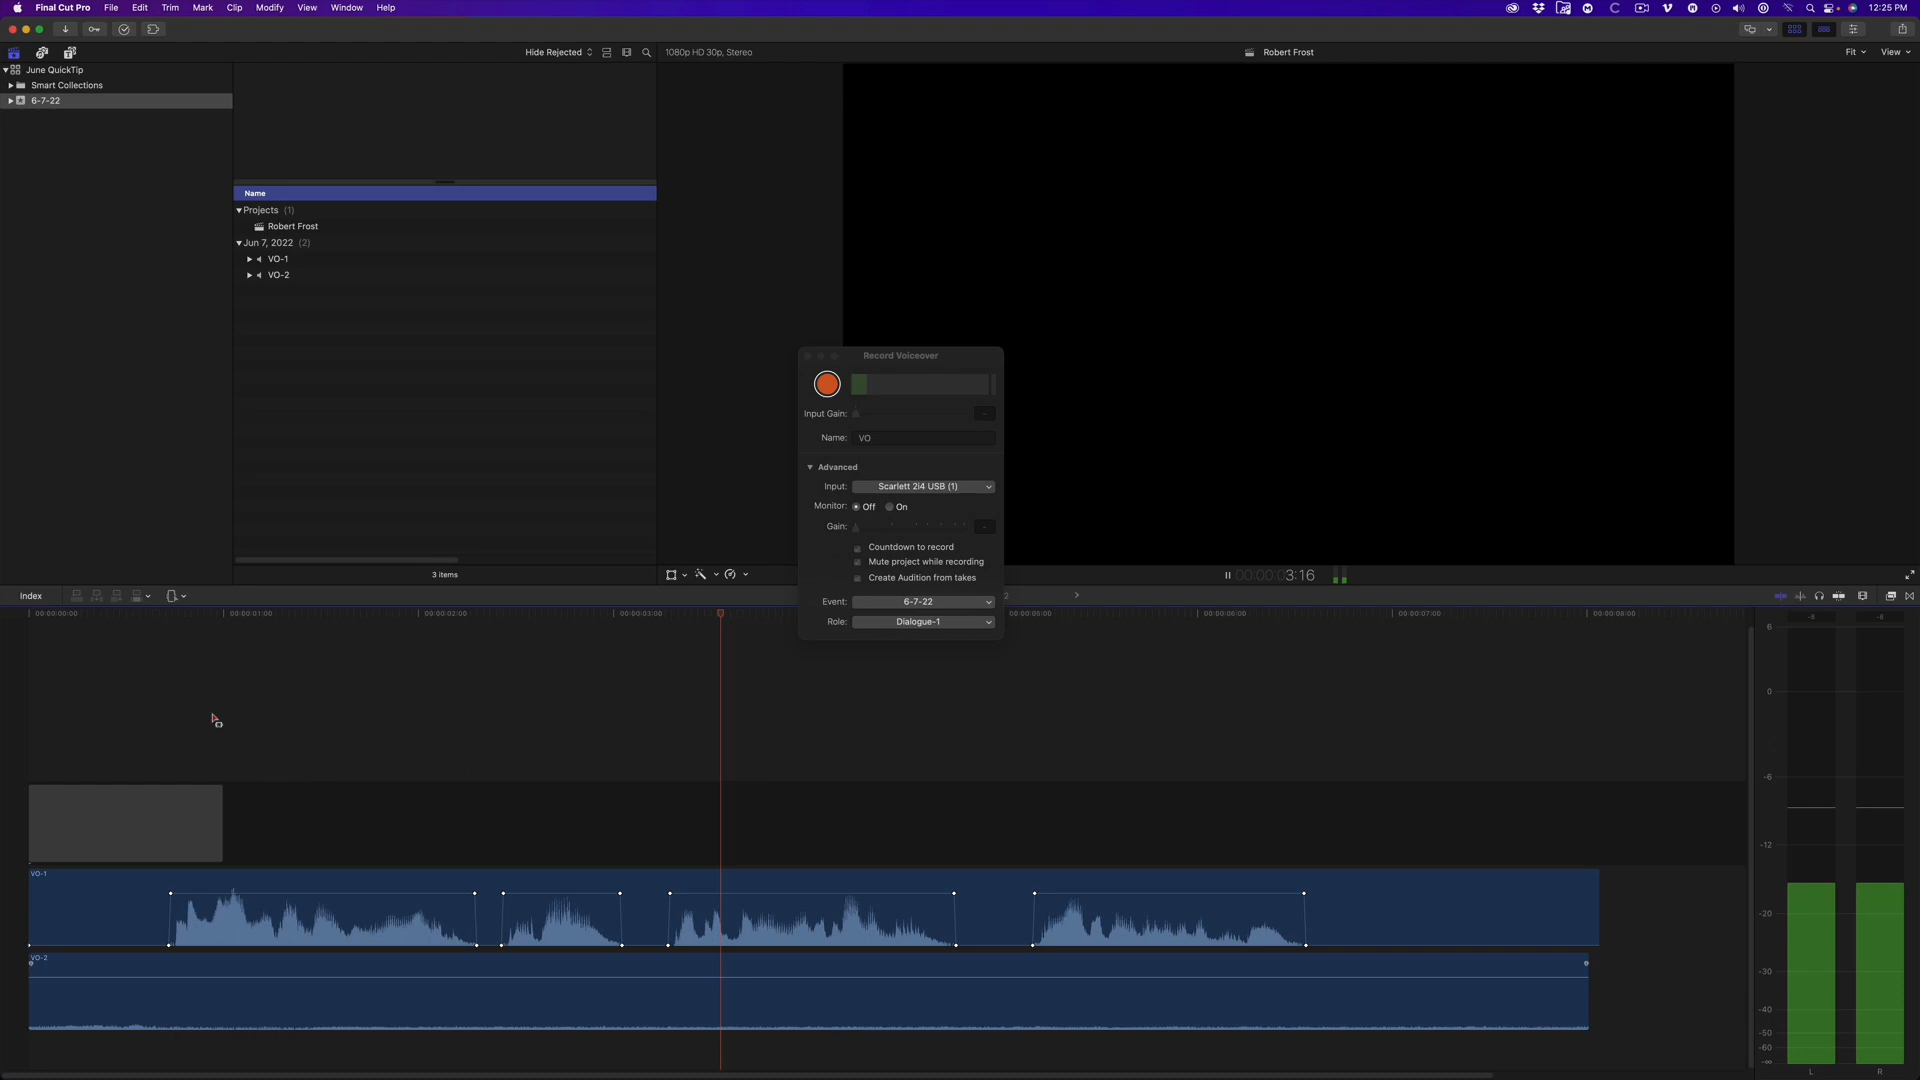 Final Cut Pro File Edit Trim Mark Clip Modify View Window Help
12:25 PM
Hide Rejected
1080p HD 30p, Stereo
Robert Frost
Fit
View
June QuickTip
Smart Collections
6-7-22
Name
Projects (1)
Robert Frost
Jun 7, 2022 (2)
VO-1
VO-2
3 items
Record Voiceover
Input Gain:
-
Name: VO
Advanced
Input: Scarlett 2i4 USB (1)
Monitor: Off On
Gain:
-
Countdown to record
Mute project while recording
Create Audition from takes
Event: 6-7-22
Role: Dialogue-1
00:00:00:03:16
Index
00:00:00:00 00:00:01:00 00:00:02:00 00:00:03:00 00:00:05:00 00:00:06:00 00:00:07:00 00:00:08:00
VO-1
VO-2
-8 -8
6
0
-6
-12
-20
-30
-40
-50
-60
-∞
L R